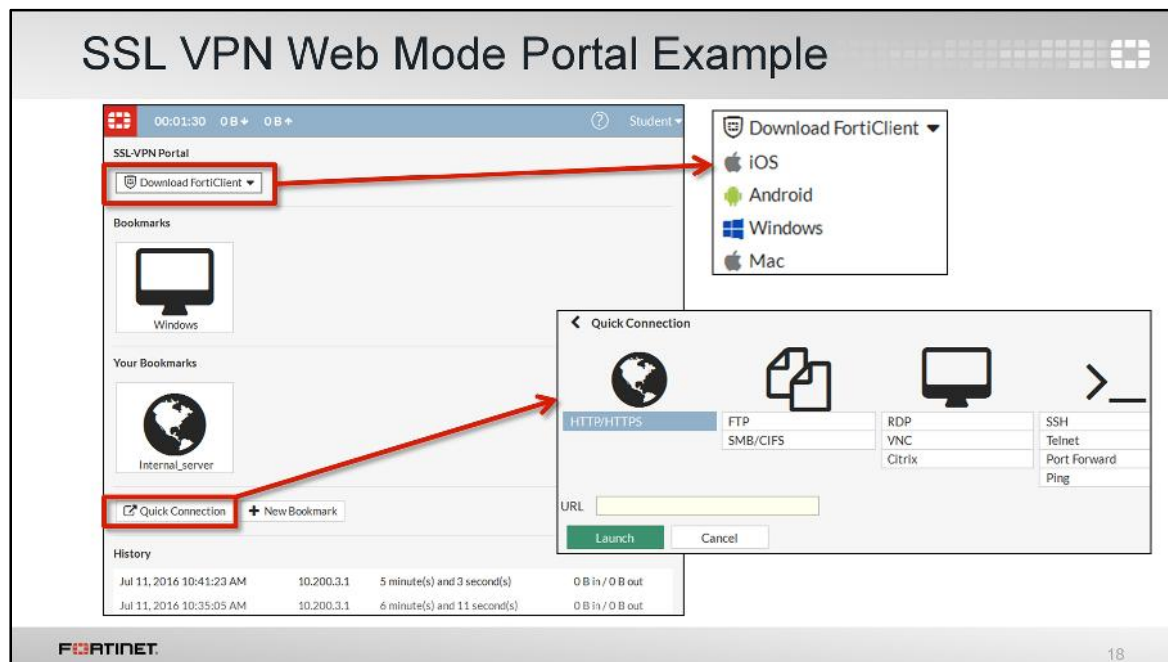 SSL VPN Web Mode Portal Example
00:01:30 0 B 0 B Student
SSL-VPN Portal
Download FortiClient
Bookmarks
Windows
Your Bookmarks
Internal_server
Quick Connection New Bookmark
History
Jul 11, 2016 10:41:23 AM 10.200.3.1 5 minute(s) and 3 second(s) 0 B in / 0 B out
Jul 11, 2016 10:35:05 AM 10.200.3.1 6 minute(s) and 11 second(s) 0 B in / 0 B out
Download FortiClient
iOS
Android
Windows
Mac
Quick Connection
HTTP/HTTPS FTP RDP SSH
SMB/CIFS VNC Telnet
Citrix Port Forward
Ping
URL
Launch Cancel
FORTINET
18